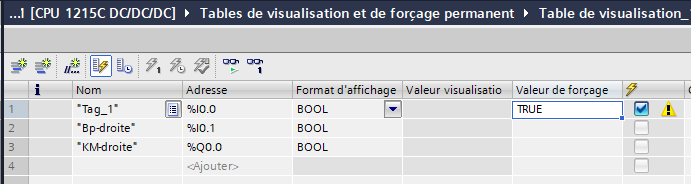 ...1 [CPU 1215C DC/DC/DC] Tables de visualisation et de forçage permanent Table de visualisation_
i Nom Adresse Format d'affichage Valeur visualisatio Valeur de forçage
1 "Tag_1" %I0.0 BOOL TRUE
2 "Bp-droite" %I0.1 BOOL
3 "KM-droite" %Q0.0 BOOL
4 <Ajouter>